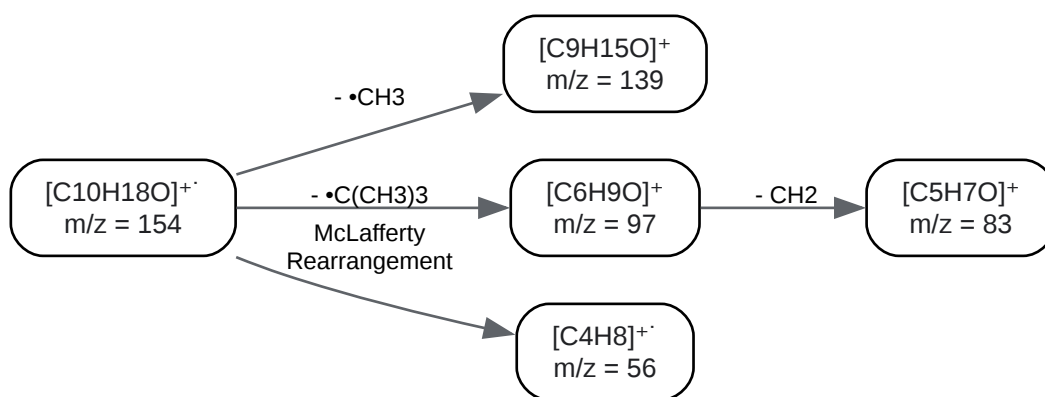 [C9H15O]⁺
m/z = 139
- •CH3
[C10H18O]⁺˙
m/z = 154
- •C(CH3)3
[C6H9O]⁺
m/z = 97
- CH2
[C5H7O]⁺
m/z = 83
McLafferty
Rearrangement
[C4H8]⁺˙
m/z = 56